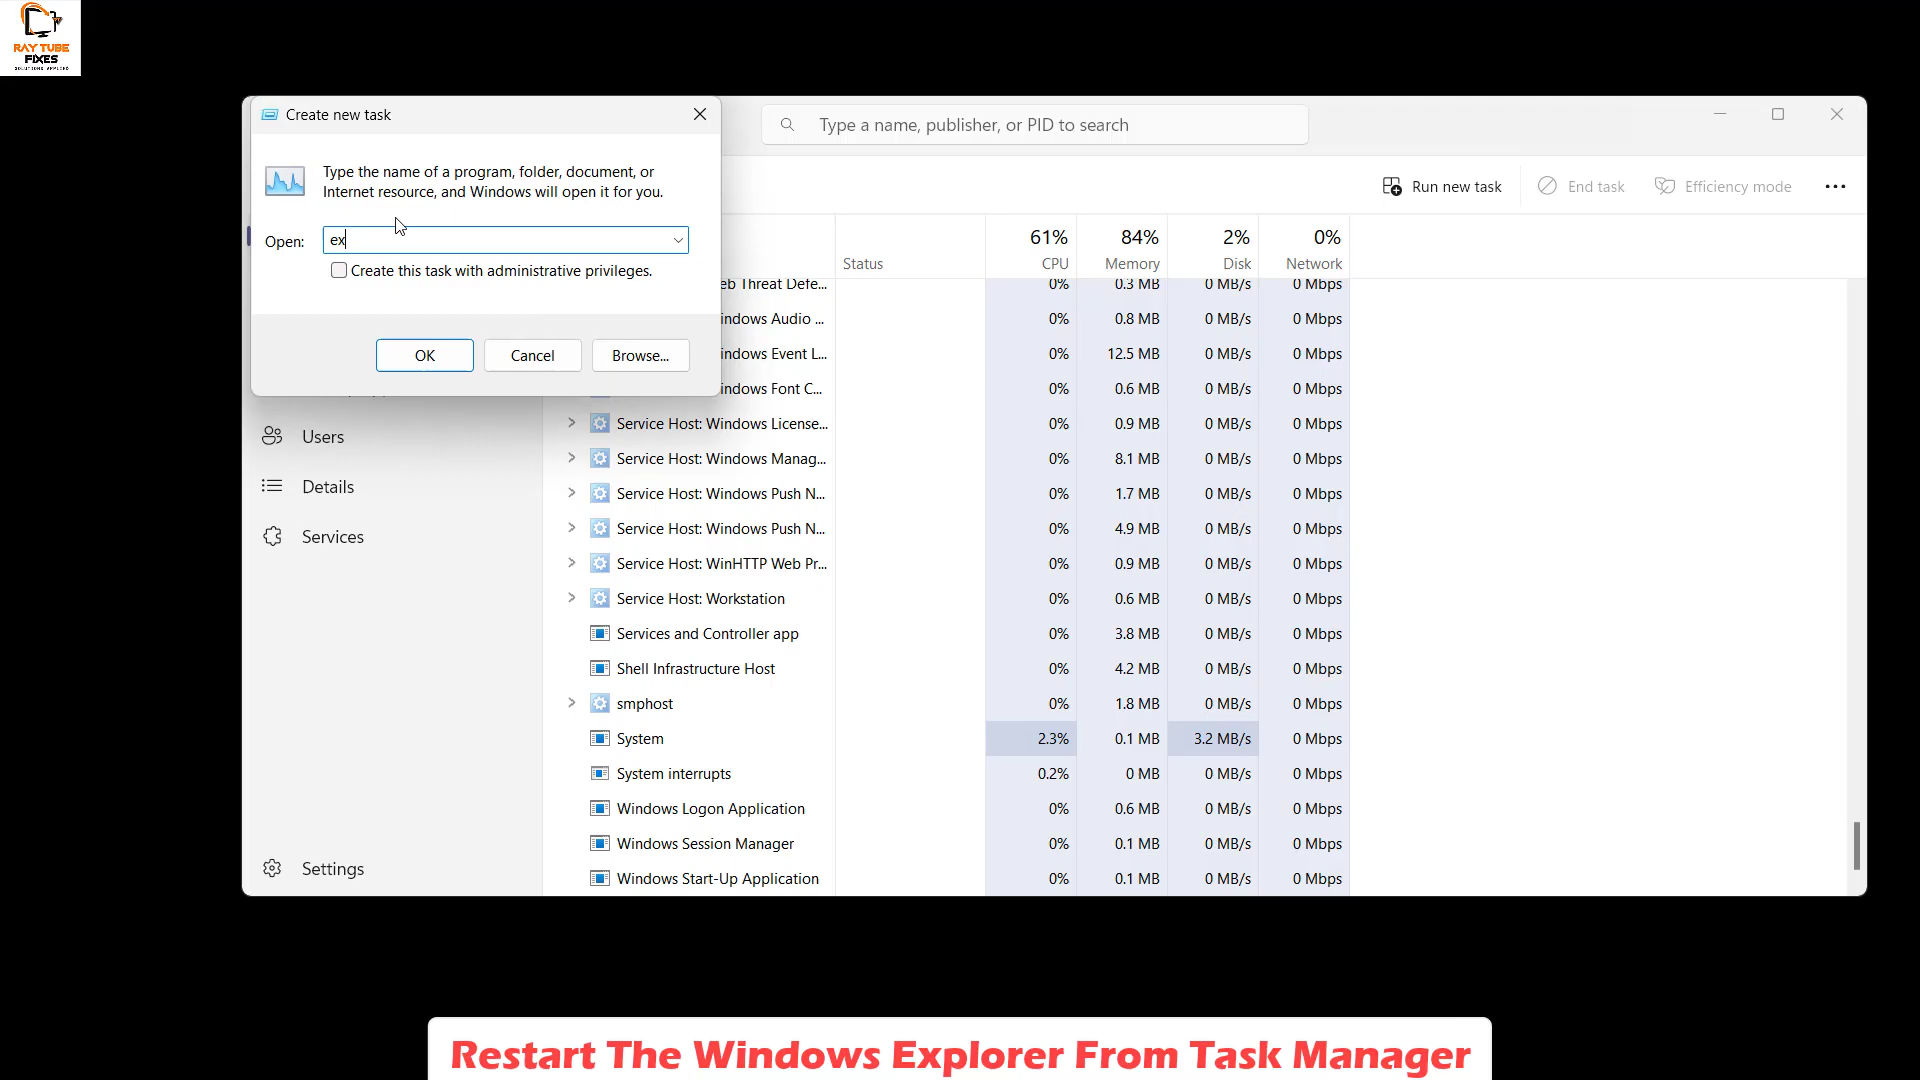 RAY TUBE
FIXES
SOLUTIONS APPLIED
Create new task
Type the name of a program, folder, document, or
Internet resource, and Windows will open it for you.
Open: ex
Create this task with administrative privileges.
OK Cancel Browse...
Type a name, publisher, or PID to search
Run new task End task Efficiency mode
61% 84% 2% 0%
Status CPU Memory Disk Network
eb Threat Defe... 0% 0.3 MB 0 MB/s 0 Mbps
indows Audio ... 0% 0.8 MB 0 MB/s 0 Mbps
indows Event L... 0% 12.5 MB 0 MB/s 0 Mbps
indows Font C... 0% 0.6 MB 0 MB/s 0 Mbps
Users
Details
Services
Settings
Service Host: Windows License... 0% 0.9 MB 0 MB/s 0 Mbps
Service Host: Windows Manag... 0% 8.1 MB 0 MB/s 0 Mbps
Service Host: Windows Push N... 0% 1.7 MB 0 MB/s 0 Mbps
Service Host: Windows Push N... 0% 4.9 MB 0 MB/s 0 Mbps
Service Host: WinHTTP Web Pr... 0% 0.9 MB 0 MB/s 0 Mbps
Service Host: Workstation 0% 0.6 MB 0 MB/s 0 Mbps
Services and Controller app 0% 3.8 MB 0 MB/s 0 Mbps
Shell Infrastructure Host 0% 4.2 MB 0 MB/s 0 Mbps
smphost 0% 1.8 MB 0 MB/s 0 Mbps
System 2.3% 0.1 MB 3.2 MB/s 0 Mbps
System interrupts 0.2% 0 MB 0 MB/s 0 Mbps
Windows Logon Application 0% 0.6 MB 0 MB/s 0 Mbps
Windows Session Manager 0% 0.1 MB 0 MB/s 0 Mbps
Windows Start-Up Application 0% 0.1 MB 0 MB/s 0 Mbps
Restart The Windows Explorer From Task Manager